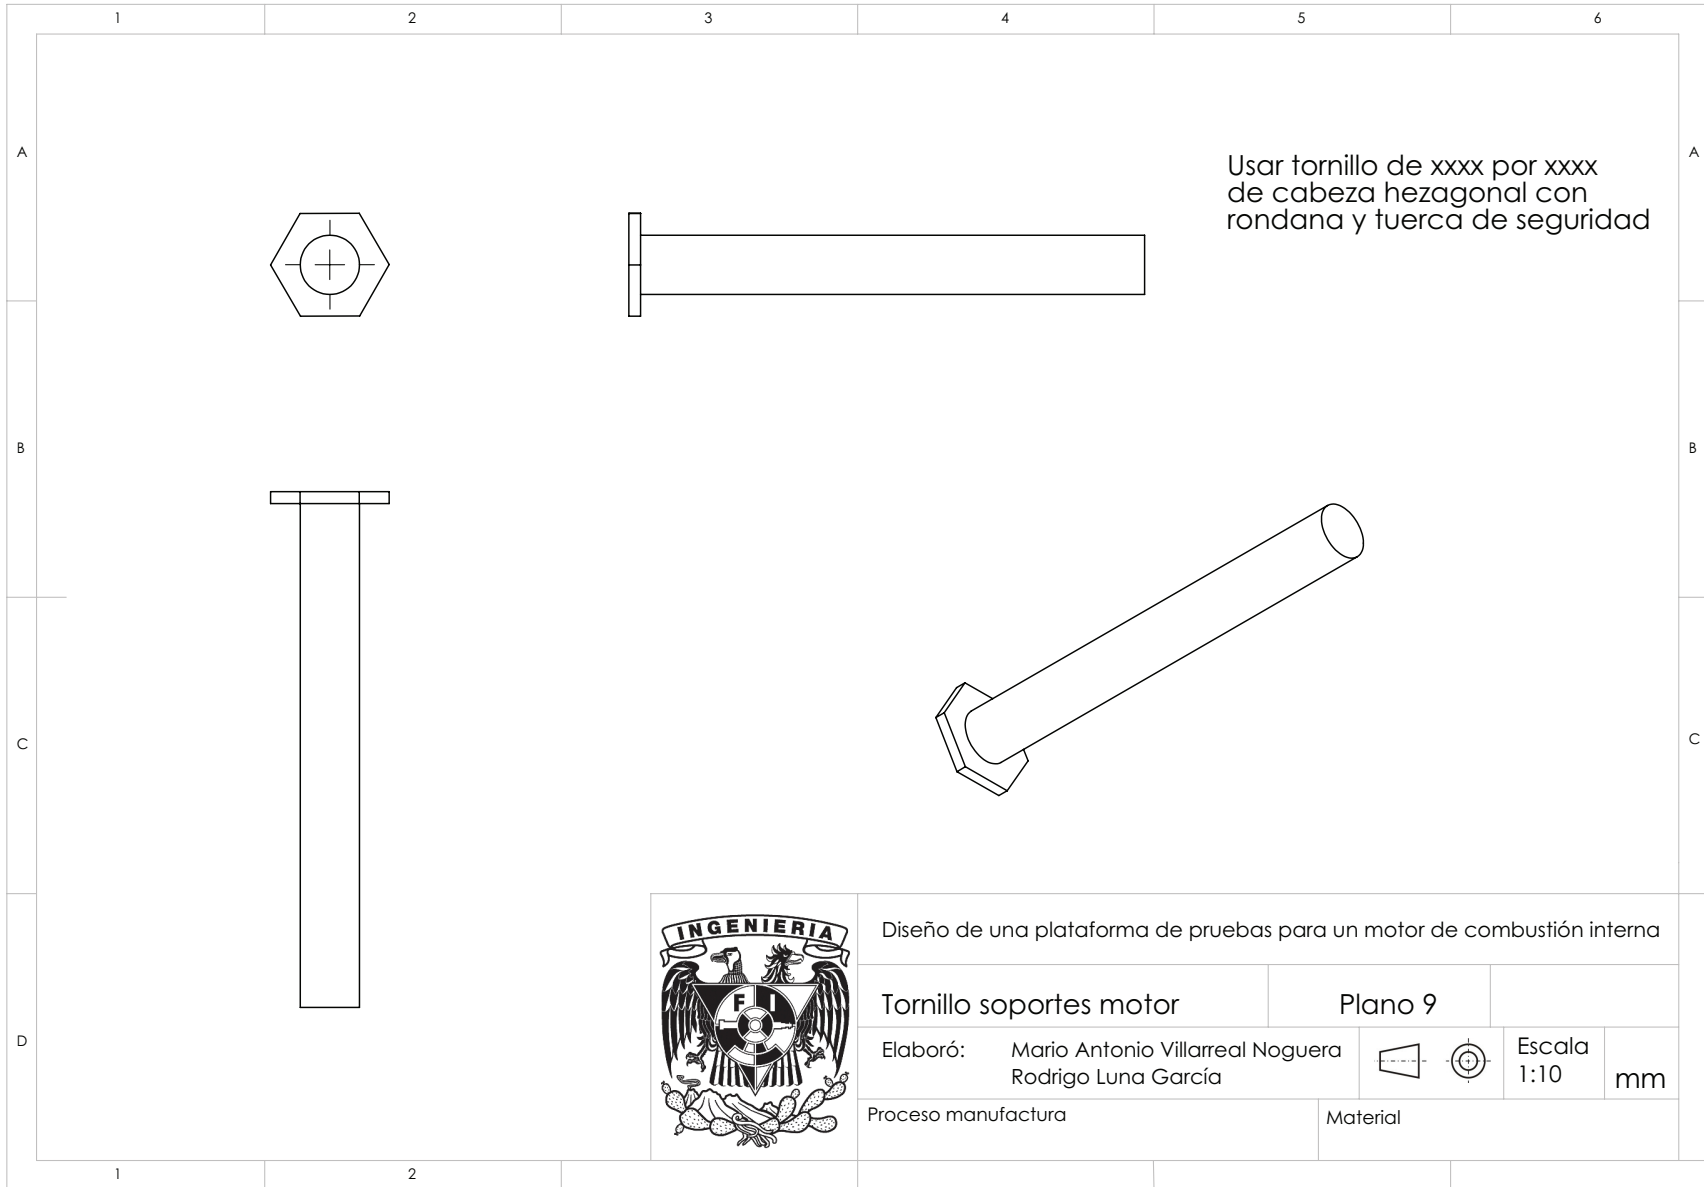 1 2 3 4 5 6
A A
Usar tornillo de xxxx por xxxx
de cabeza hezagonal con
rondana y tuerca de seguridad
B B
C C
INGENIERIA
F I
Diseño de una plataforma de pruebas para un motor de combustión interna
Tornillo soportes motor Plano 9
D
Elaboró: Mario Antonio Villarreal Noguera
Rodrigo Luna García
Escala
1:10
mm
Proceso manufactura Material
1 2